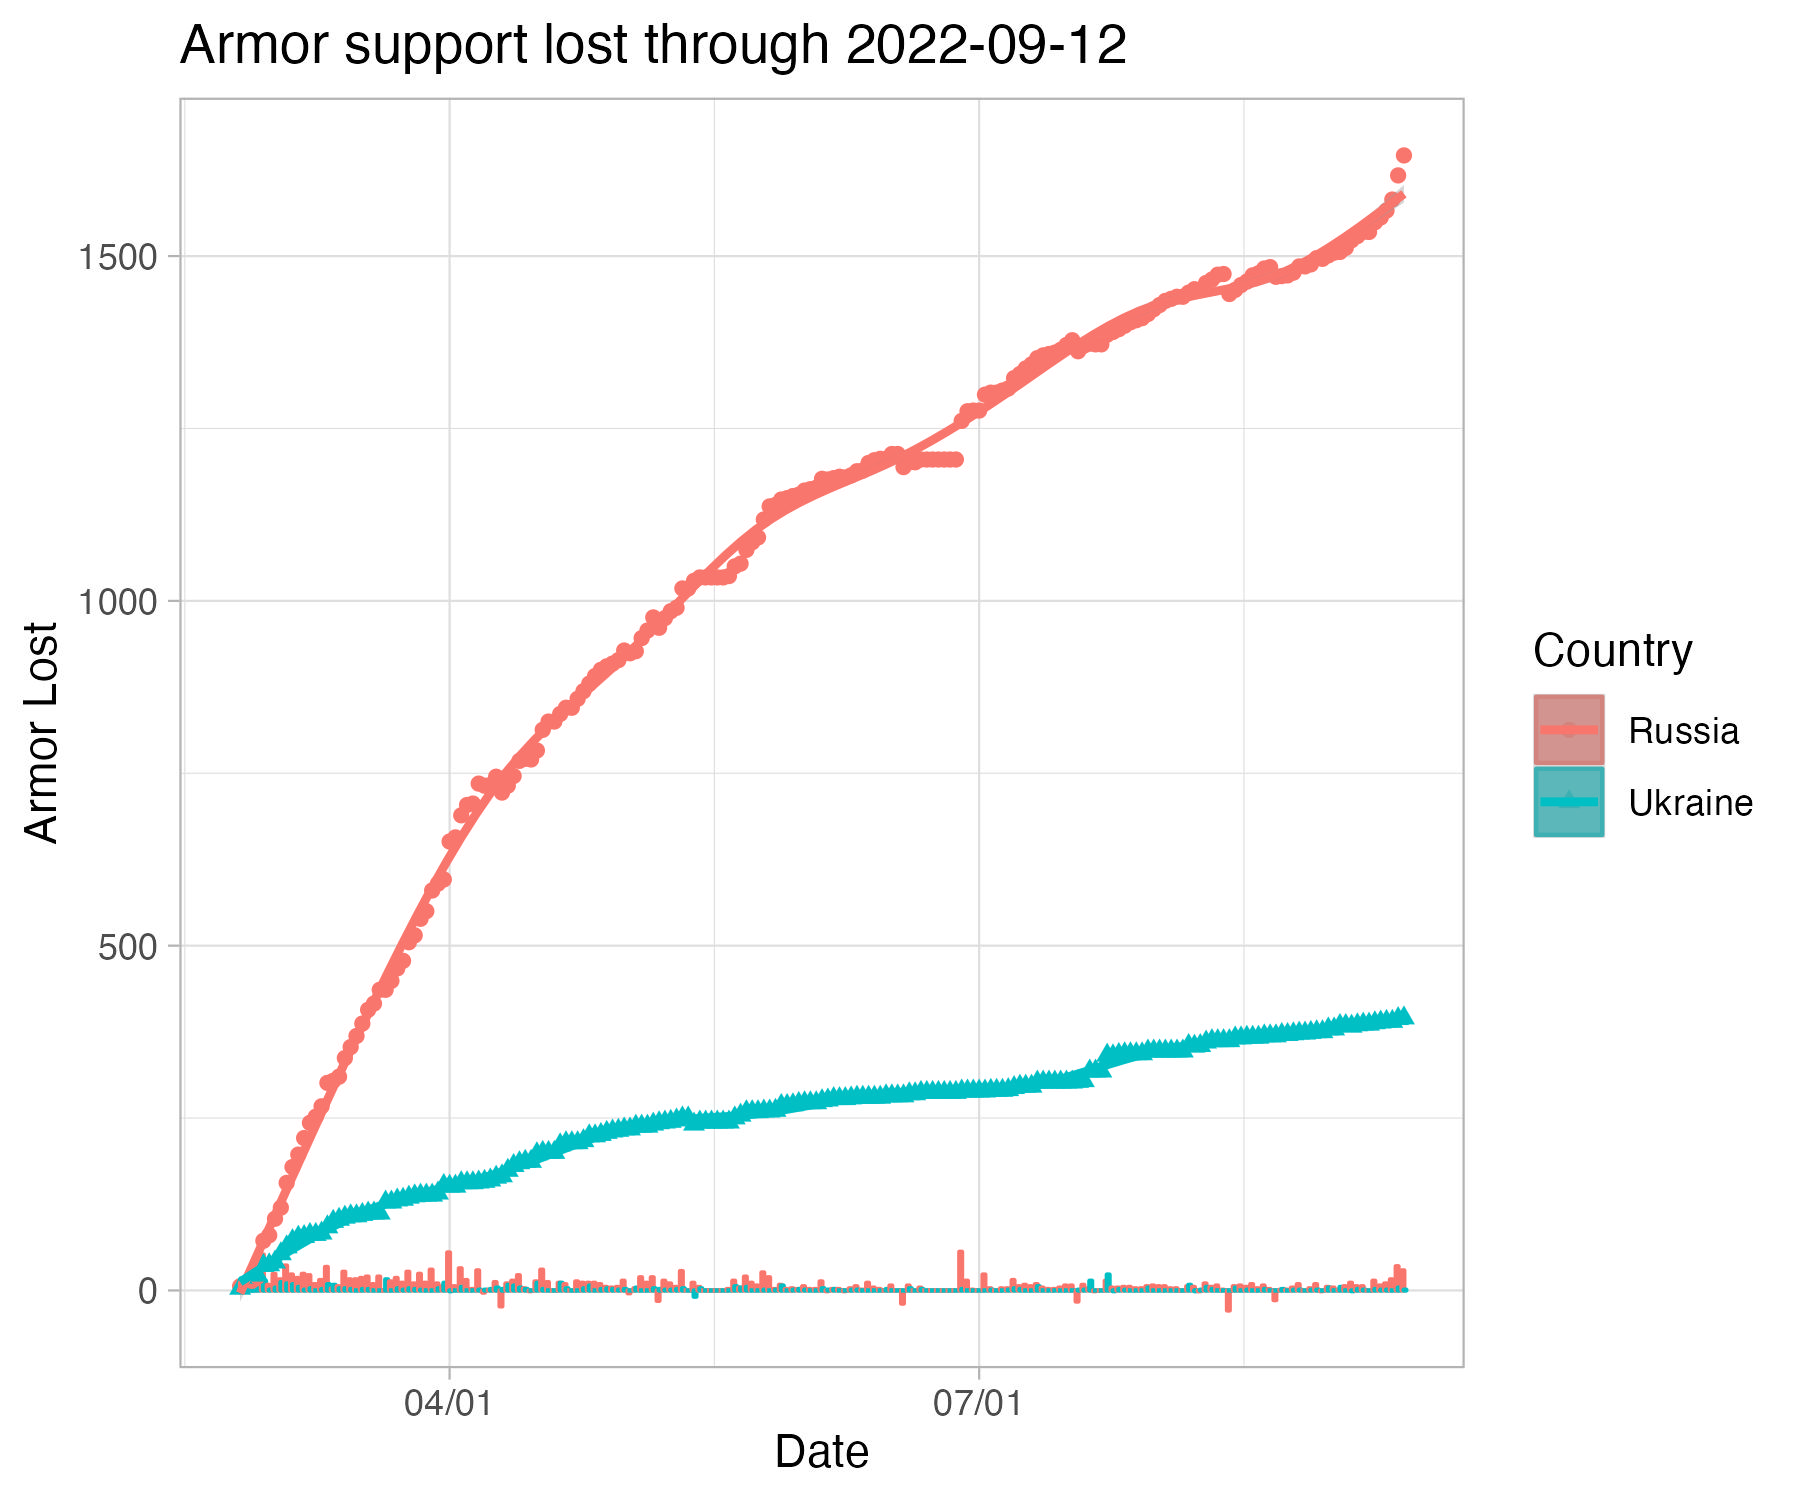 Armor support lost through 2022-09-12
Armor Lost
1500
1000
500
0
04/01
07/01
Date
Country
Russia
Ukraine